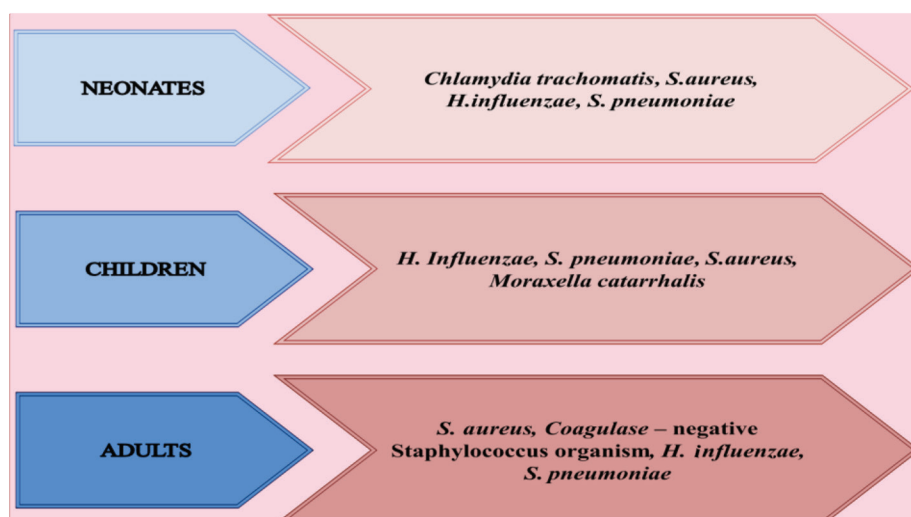 NEONATES
Chlamydia trachomatis, S.aureus,
H.influenzae, S. pneumoniae
CHILDREN
H. Influenzae, S. pneumoniae, S.aureus,
Moraxella catarrhalis
ADULTS
S. aureus, Coagulase – negative
Staphylococcus organism, H. influenzae,
S. pneumoniae